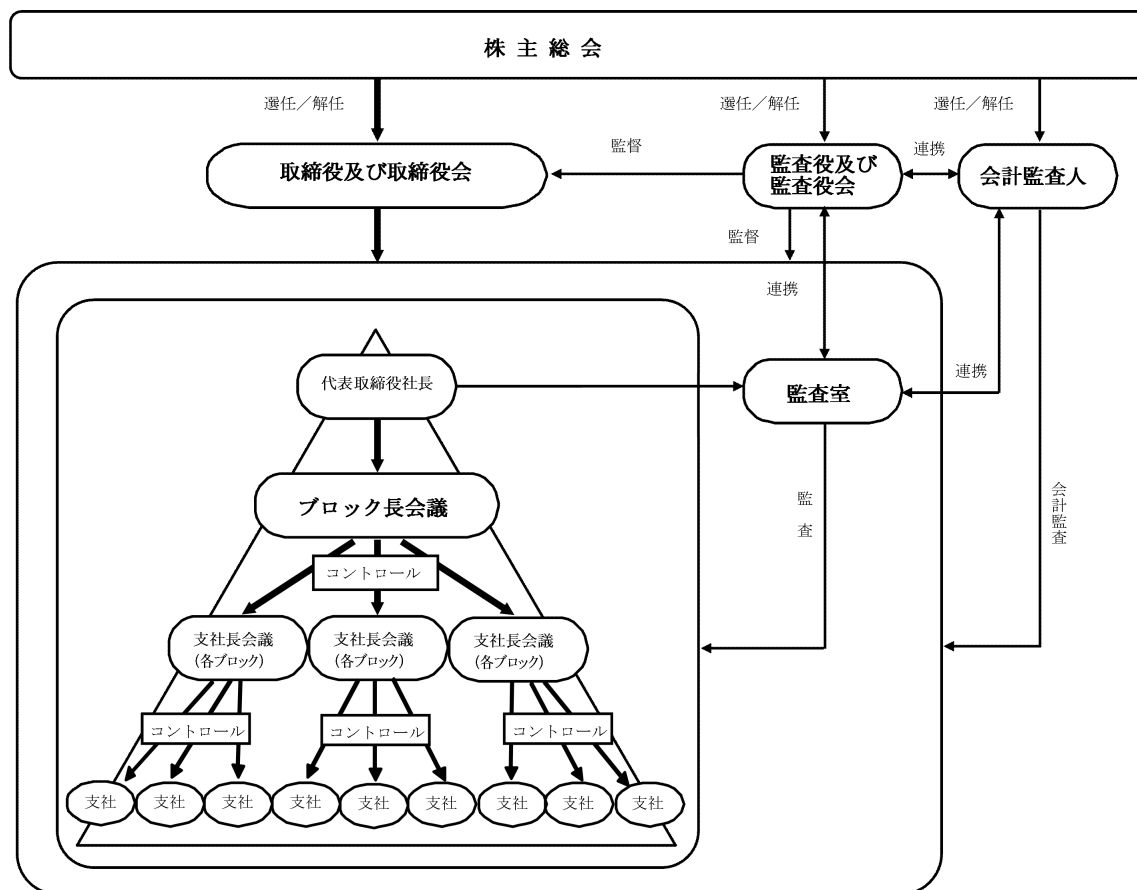 株 主 総 会
選任／解任
選任／解任
選任／解任
取締役及び取締役会
監督
監査役及び
監査役会
連携
会計監査人
監督
連携
代表取締役社長
監査室
連携
ブロック長会議
監 査
会計監査
コントロール
支社長会議
(各ブロック)
支社長会議
(各ブロック)
支社長会議
(各ブロック)
コントロール
コントロール
コントロール
支社
支社
支社
支社
支社
支社
支社
支社
支社